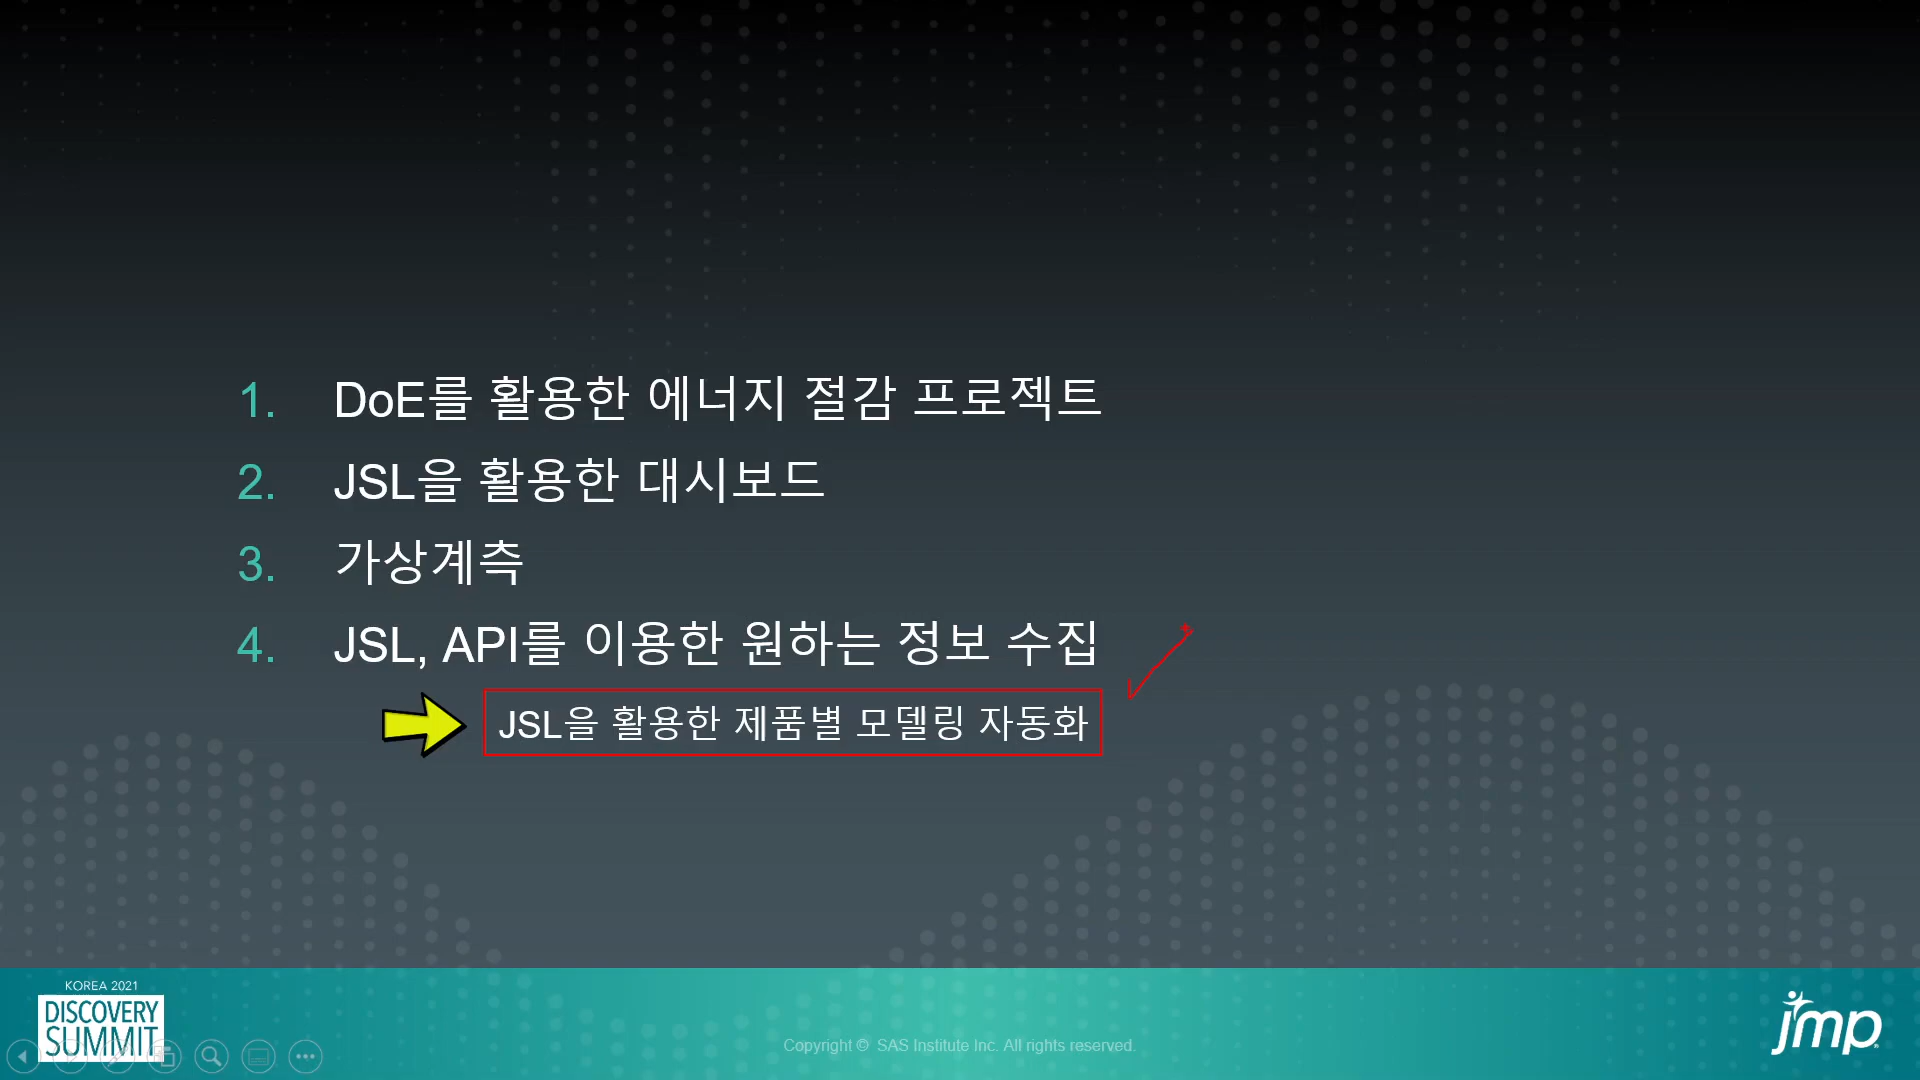 1. DoE를 활용한 에너지 절감 프로젝트
2. JSL을 활용한 대시보드
3. 가상계측
4. JSL, API를 이용한 원하는 정보 수집
JSL을 활용한 제품별 모델링 자동화
KOREA 2021
DISCOVERY
SUMMIT
Copyright © SAS Institute Inc. All rights reserved.
jmp